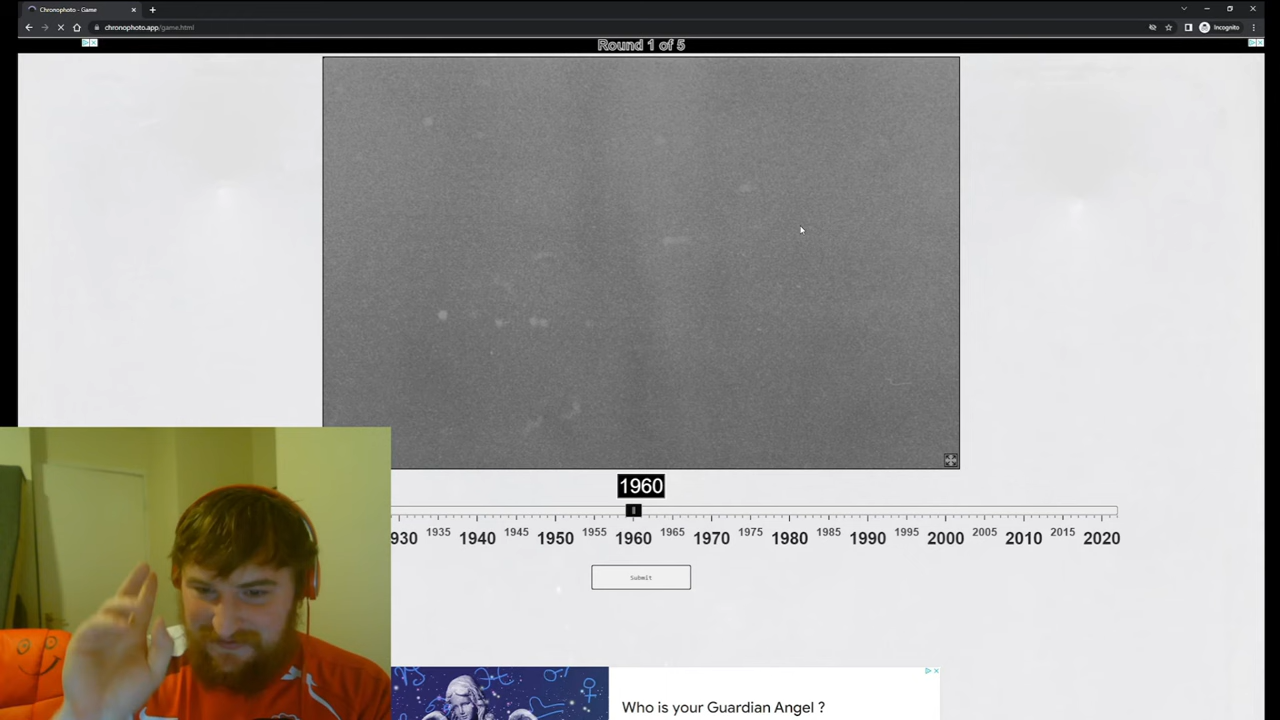 Chronophoto - Game
chronophoto.app/game.html
Incognito
Round 1 of 5
1960
930 1935 1940 1945 1950 1955 1960 1965 1970 1975 1980 1985 1990 1995 2000 2005 2010 2015 2020
Submit
Who is your Guardian Angel ?